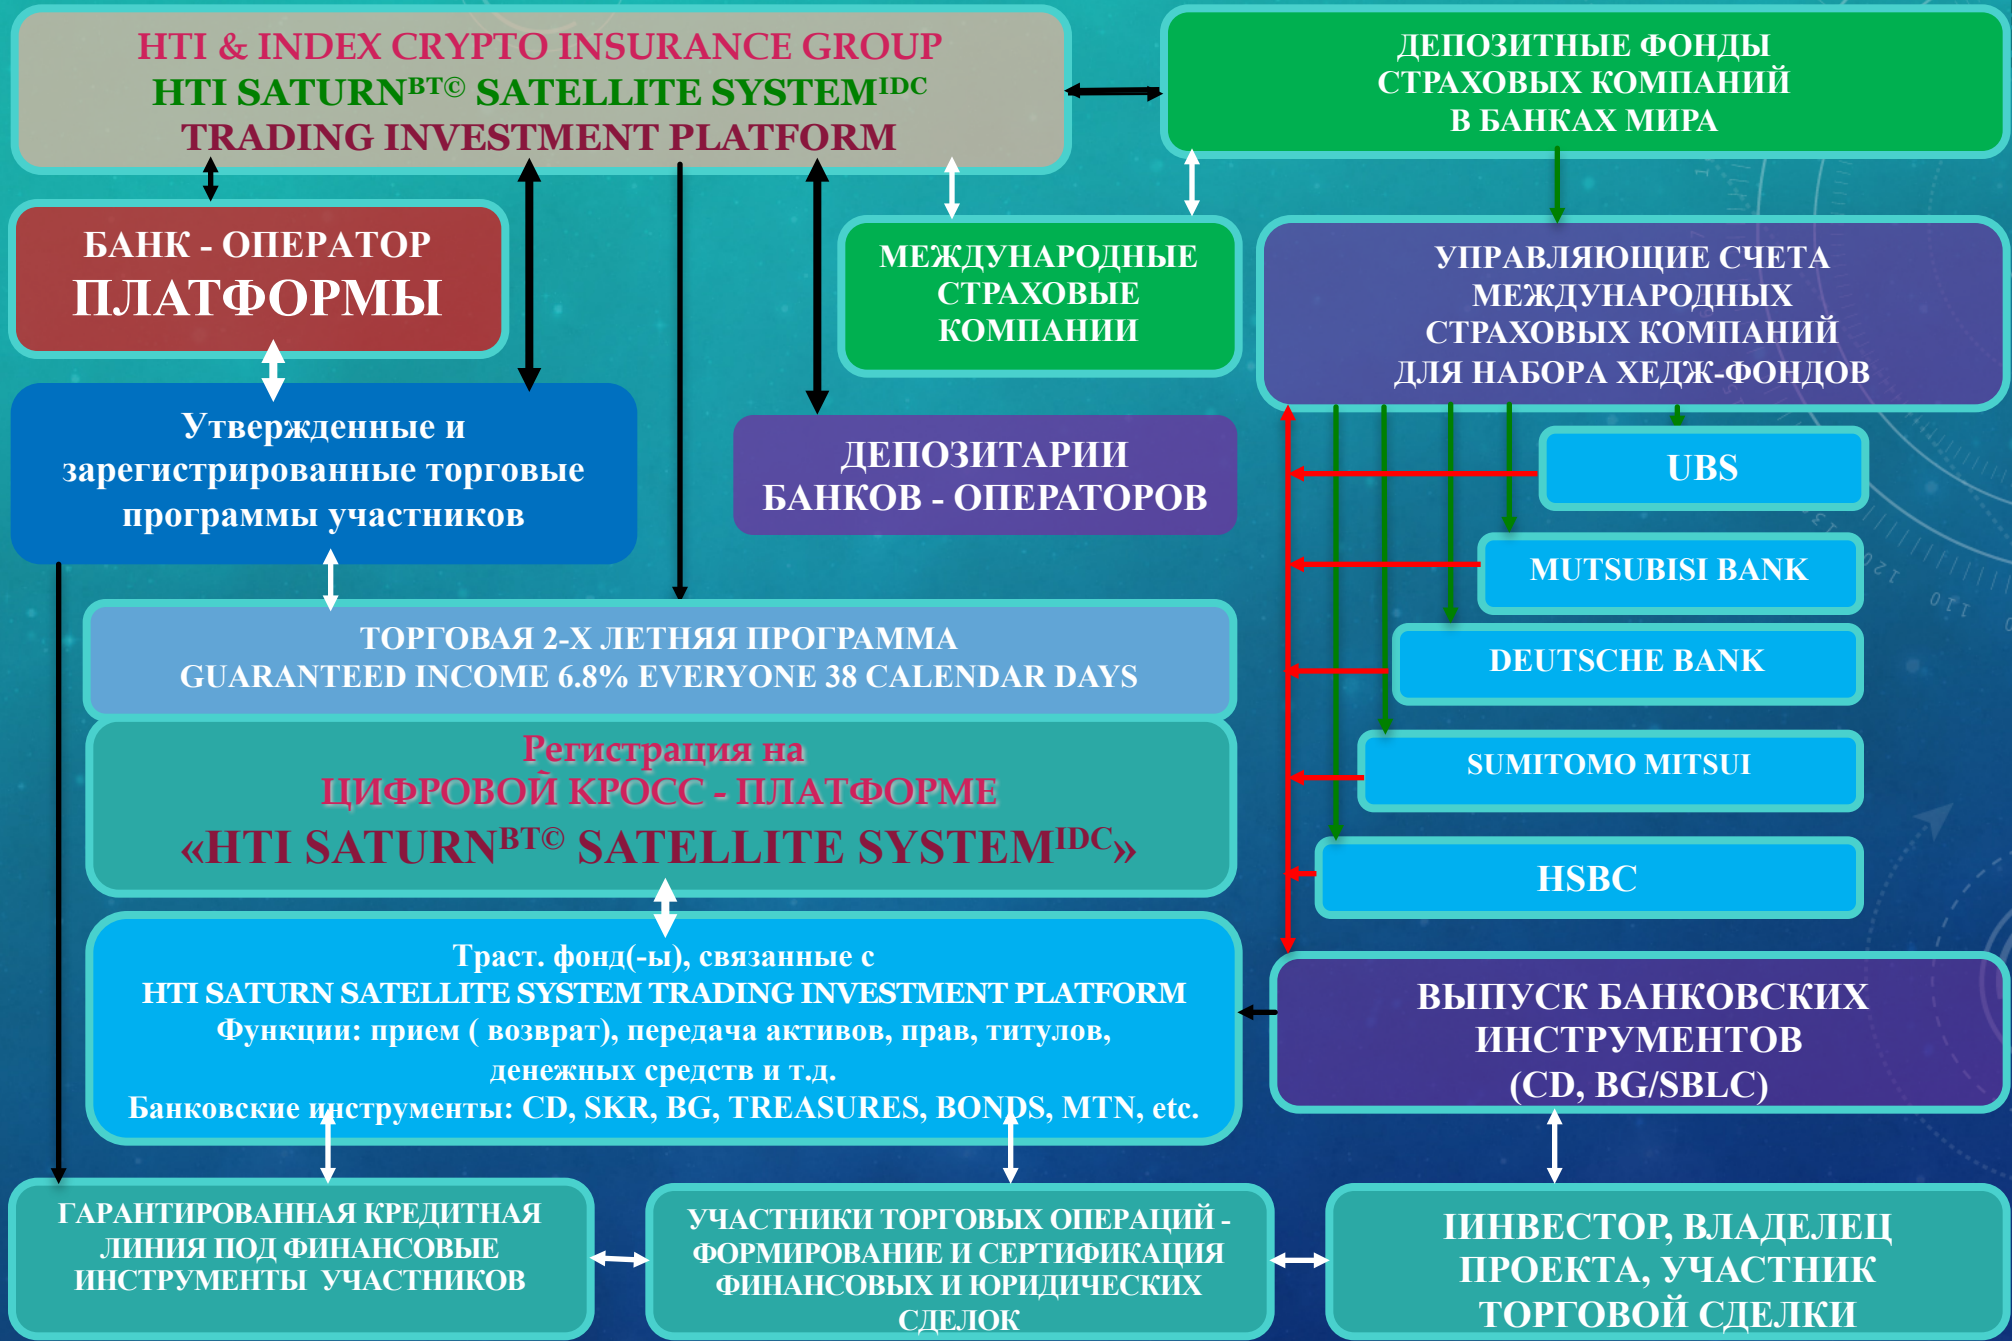 HTI & INDEX CRYPTO INSURANCE GROUP
HTI SATURNᴮᵀ© SATELLITE SYSTEMᴵᴰᶜ
TRADING INVESTMENT PLATFORM
ДЕПОЗИТНЫЕ ФОНДЫ
СТРАХОВЫХ КОМПАНИЙ
В БАНКАХ МИРА
БАНК - ОПЕРАТОР
ПЛАТФОРМЫ
МЕЖДУНАРОДНЫЕ
СТРАХОВЫЕ
КОМПАНИИ
УПРАВЛЯЮЩИЕ СЧЕТА
МЕЖДУНАРОДНЫХ
СТРАХОВЫХ КОМПАНИЙ
ДЛЯ НАБОРА ХЕДЖ-ФОНДОВ
Утвержденные и
зарегистрированные торговые
программы участников
ДЕПОЗИТАРИИ
БАНКОВ - ОПЕРАТОРОВ
UBS
MUTSUBISI BANK
DEUTSCHE BANK
SUMITOMO MITSUI
HSBC
ТОРГОВАЯ 2-Х ЛЕТНЯЯ ПРОГРАММА
GUARANTEED INCOME 6.8% EVERYONE 38 CALENDAR DAYS
Регистрация на
ЦИФРОВОЙ КРОСС - ПЛАТФОРМЕ
«HTI SATURNᴮᵀ© SATELLITE SYSTEMᴵᴰᶜ»
Траст. фонд(-ы), связанные с
HTI SATURN SATELLITE SYSTEM TRADING INVESTMENT PLATFORM
Функции: прием ( возврат), передача активов, прав, титулов,
денежных средств и т.д.
Банковские инструменты: CD, SKR, BG, TREASURES, BONDS, MTN, etc.
ВЫПУСК БАНКОВСКИХ
ИНСТРУМЕНТОВ
(CD, BG/SBLC)
ГАРАНТИРОВАННАЯ КРЕДИТНАЯ
ЛИНИЯ ПОД ФИНАНСОВЫЕ
ИНСТРУМЕНТЫ УЧАСТНИКОВ
УЧАСТНИКИ ТОРГОВЫХ ОПЕРАЦИЙ -
ФОРМИРОВАНИЕ И СЕРТИФИКАЦИЯ
ФИНАНСОВЫХ И ЮРИДИЧЕСКИХ
СДЕЛОК
IИНВЕСТОР, ВЛАДЕЛЕЦ
ПРОЕКТА, УЧАСТНИК
ТОРГОВОЙ СДЕЛКИ